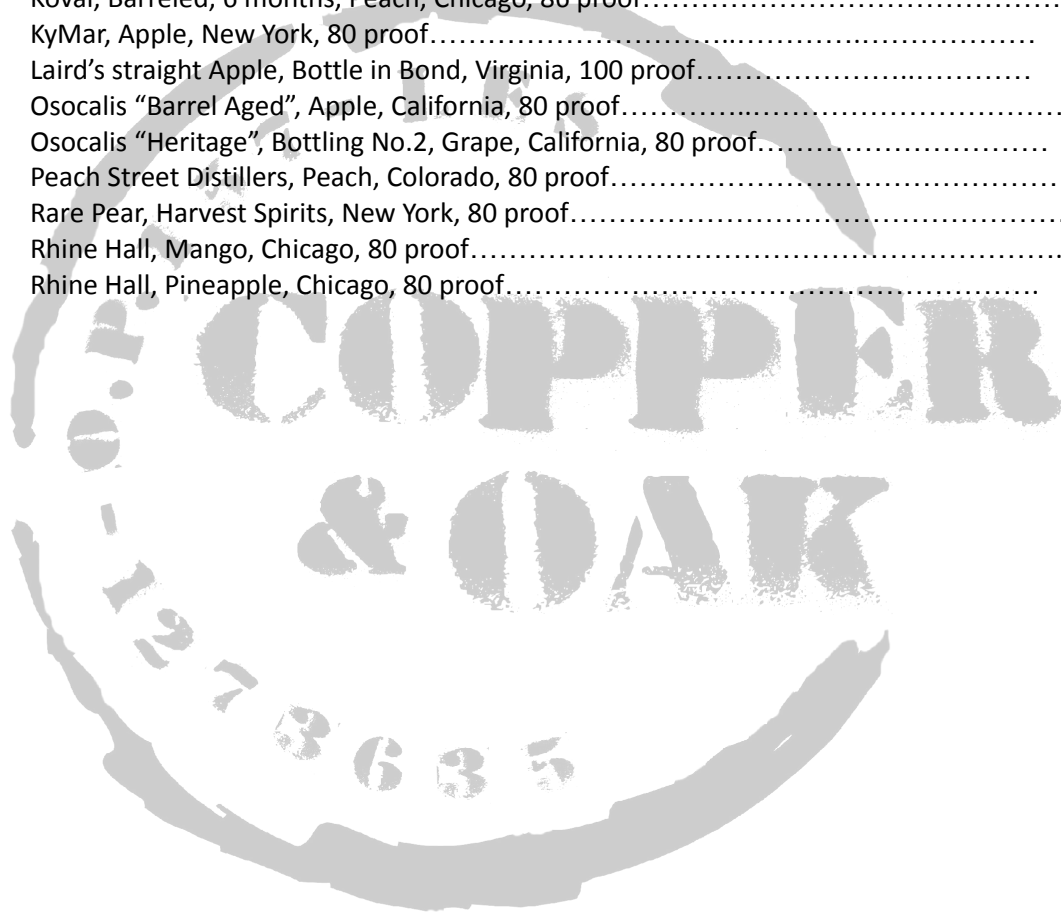 Koval, Barreled, 6 months, Peach, Chicago, proof………………………………………………
KyMar, Apple, New York, 80 proof…………………………………..…………….…………………
Laird’s straight Apple, Bottle in Bond, Virginia, 100 proof……………………..…………
Osocalis “Barrel Aged”, Apple, California, 80 proof…………..……………………………………
Osocalis “Heritage”, Bottling No.2, Grape, California, 80 proof………………………………
Peach Street Distillers, Peach, Colorado, 80 proof………………………………………………
Rare Pear, Harvest Spirits, New York, 80 proof……………………………………………………
Rhine Hall, Mango, Chicago, 80 proof………………………………………………………………..
Rhine Hall, Pineapple, Chicago, 80 proof……………………………………………………….
COPPER
& OAK
1273635